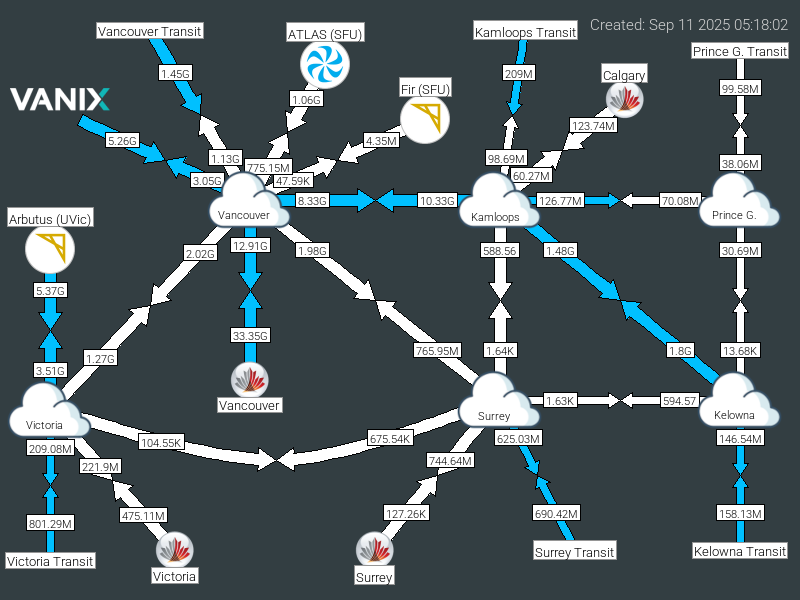 Created: Sep 11 2025 05:18:02
Vancouver Transit
ATLAS (SFU)
Kamloops Transit
Prince G. Transit
1.45G
209M
Calgary
Fir (SFU)
99.58M
VANIX
1.06G
123.74M
5.26G
4.35M
1.13G
98.69M
38.06M
775.15M
60.27M
3.05G
47.59K
8.33G
10.33G
126.77M
70.08M
Vancouver
Kamloops
Prince G.
Arbutus (UVic)
12.91G
2.02G
1.98G
588.56
1.48G
30.69M
5.37G
33.35G
765.95M
1.64K
1.8G
13.68K
1.27G
3.51G
1.63K
594.57
Vancouver
Victoria
Surrey
Kelowna
104.55K
675.54K
625.03M
146.54M
209.08M
221.9M
744.64M
801.29M
475.11M
127.26K
690.42M
158.13M
Victoria Transit
Victoria
Surrey
Surrey Transit
Kelowna Transit